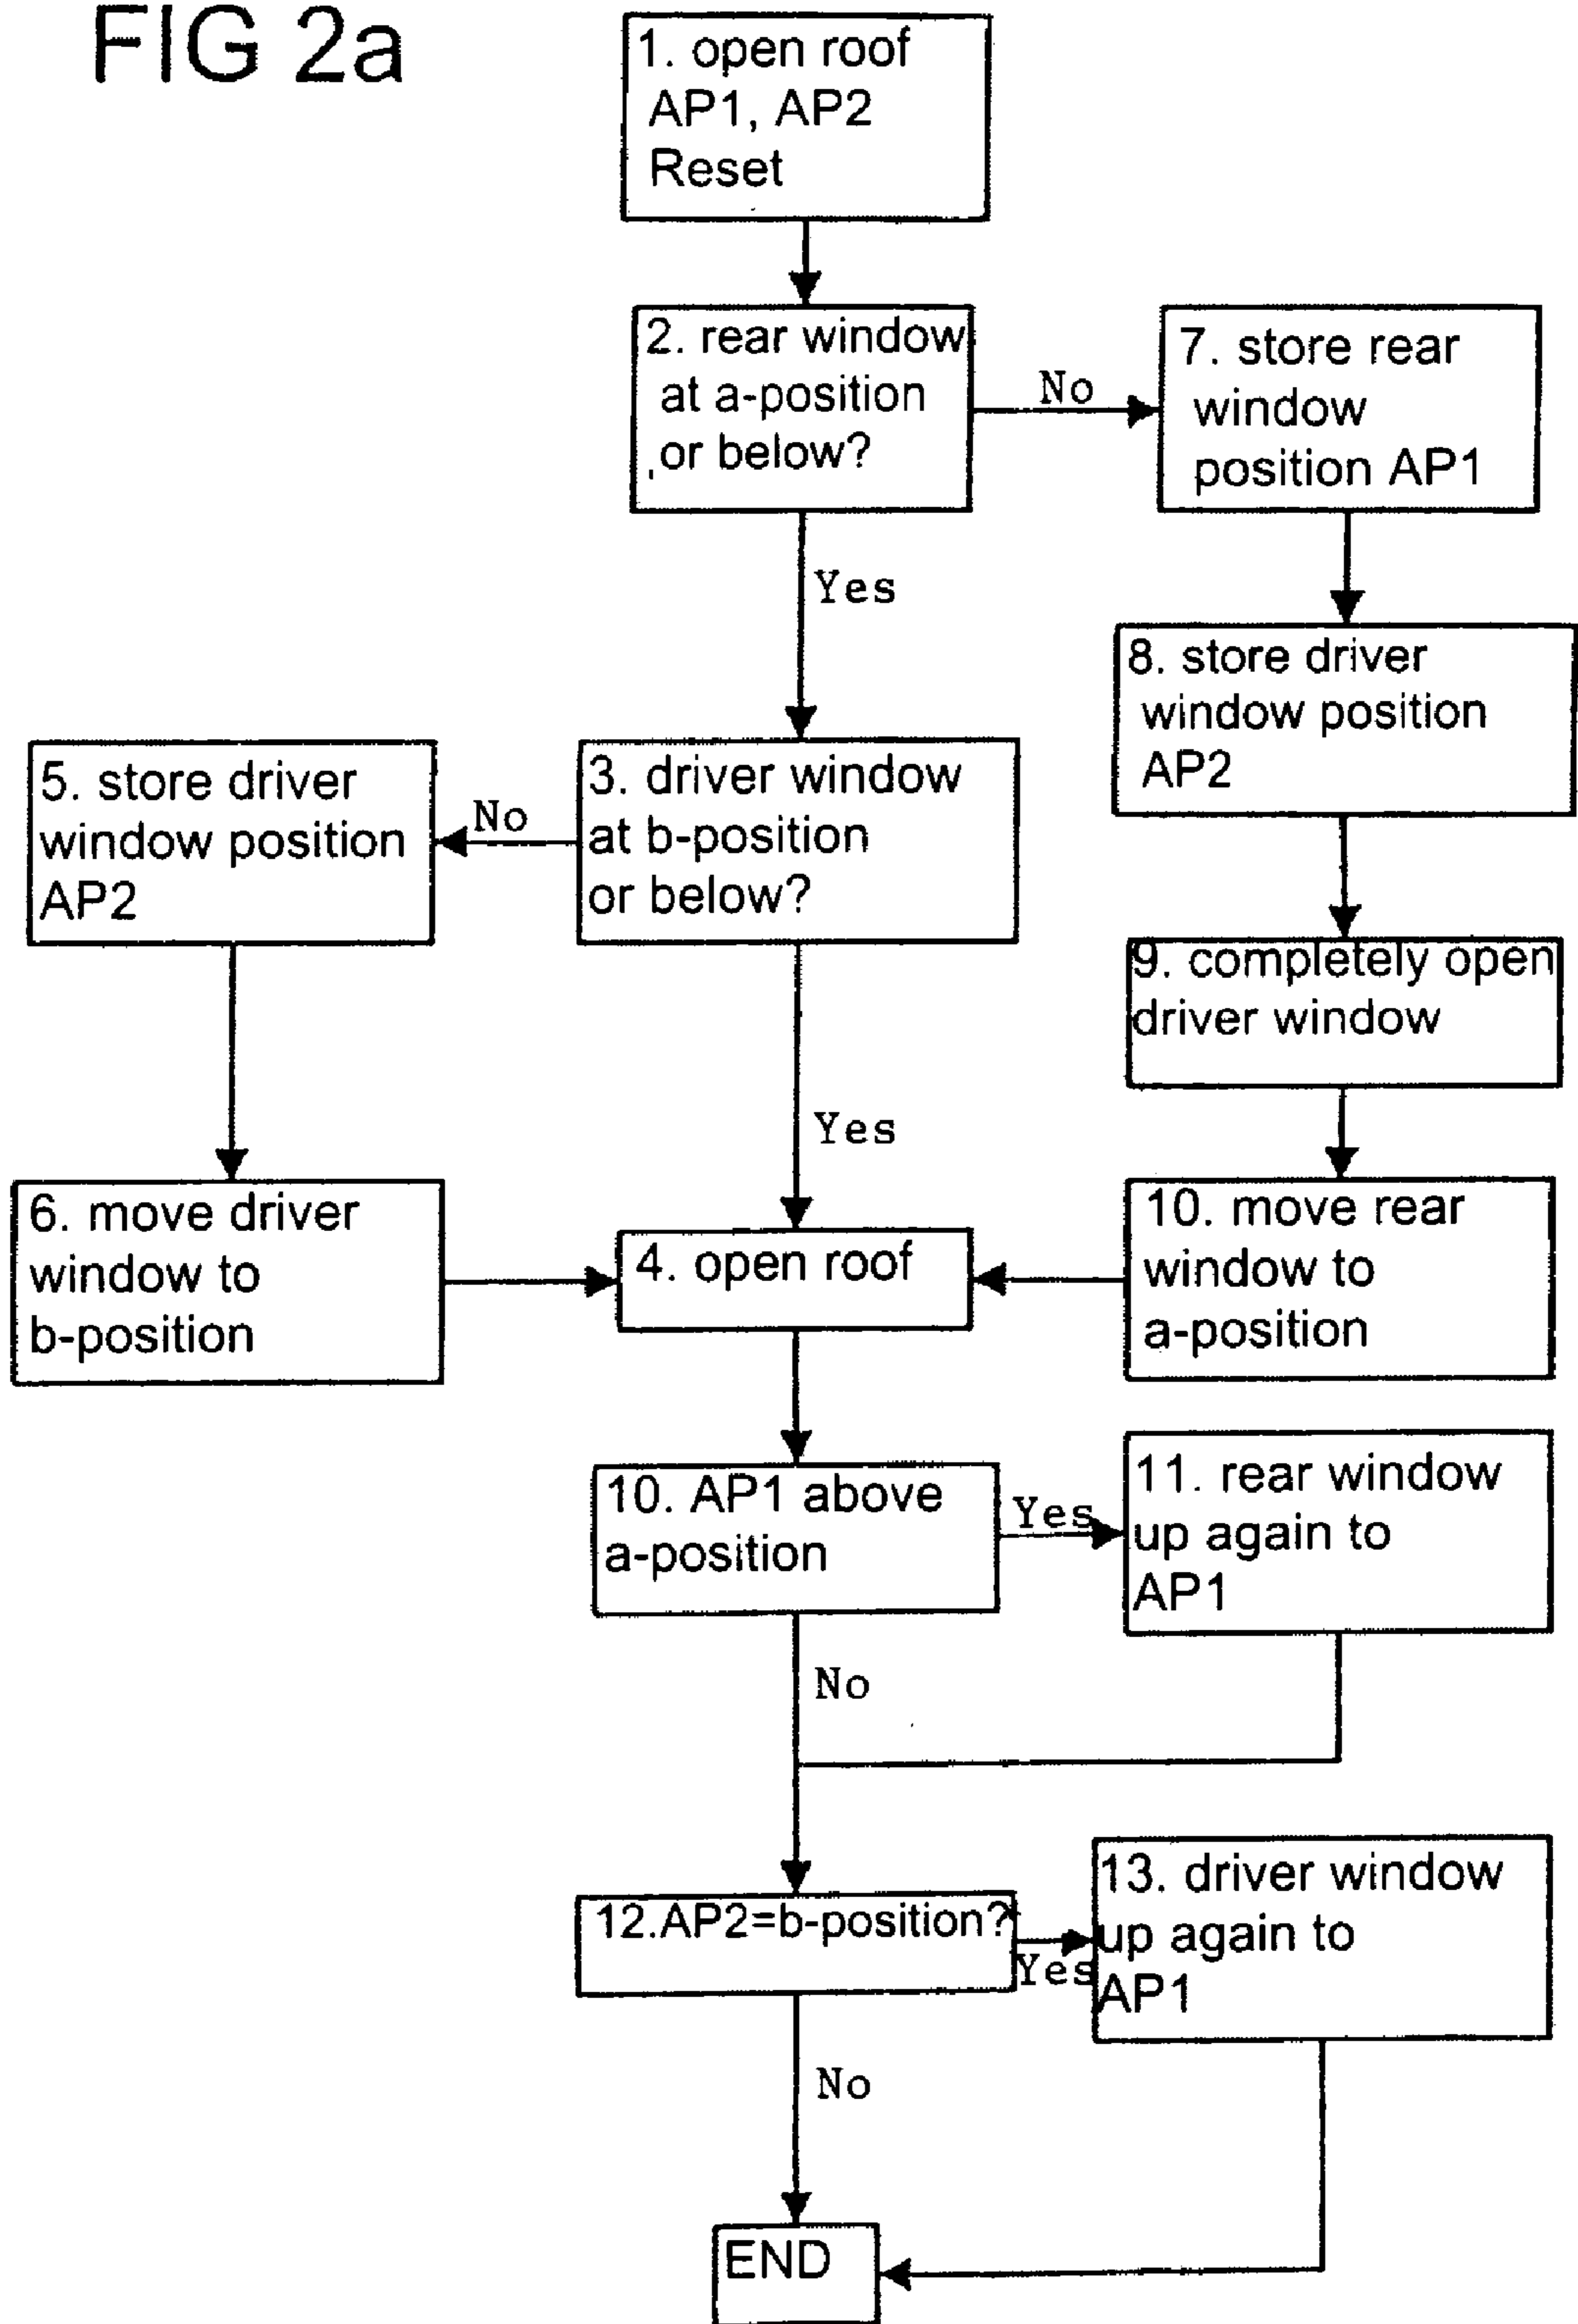 FIG 2a
1. open roof
AP1, AP2
Reset
2. rear window
at a-position
or below?
No
7. store rear
window
position AP1
Yes
8. store driver
window position
AP2
5. store driver
window position
AP2
No
3. driver window
at b-position
or below?
9. completely open
driver window
Yes
6. move driver
window to
b-position
4. open roof
10. move rear
window to
a-position
10. AP1 above
a-position
Yes
11. rear window
up again to
AP1
No
12.AP2=b-position?
Yes
13. driver window
up again to
AP1
No
END